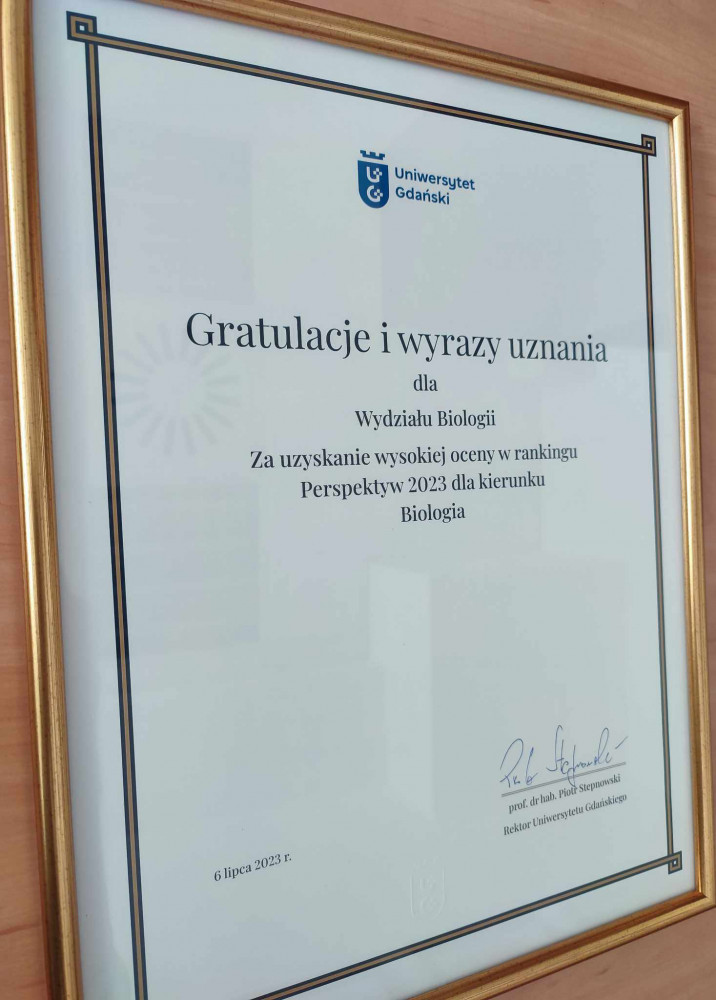 Uniwersytet
Gdański
Gratulacje i wyrazy uznania
dla
Wydziału Biologii
Za uzyskanie wysokiej oceny w rankingu
Perspektyw 2023 dla kierunku
Biologia
prof. dr hab. Piotr Stepnowski
Rektor Uniwersytetu Gdańskiego
6 lipca 2023 r.